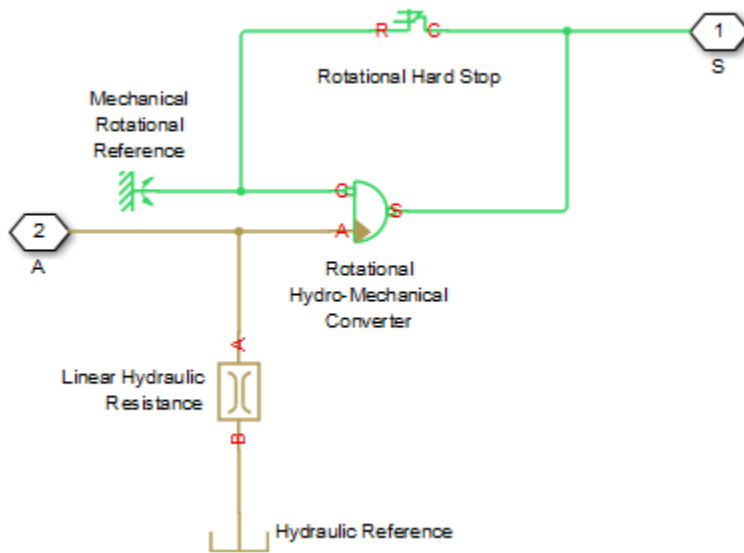 1
S
R
C
Rotational Hard Stop
Mechanical
Rotational
Reference
C
S
2
A
A
Rotational
Hydro-Mechanical
Converter
A
Linear Hydraulic
Resistance
B
Hydraulic Reference